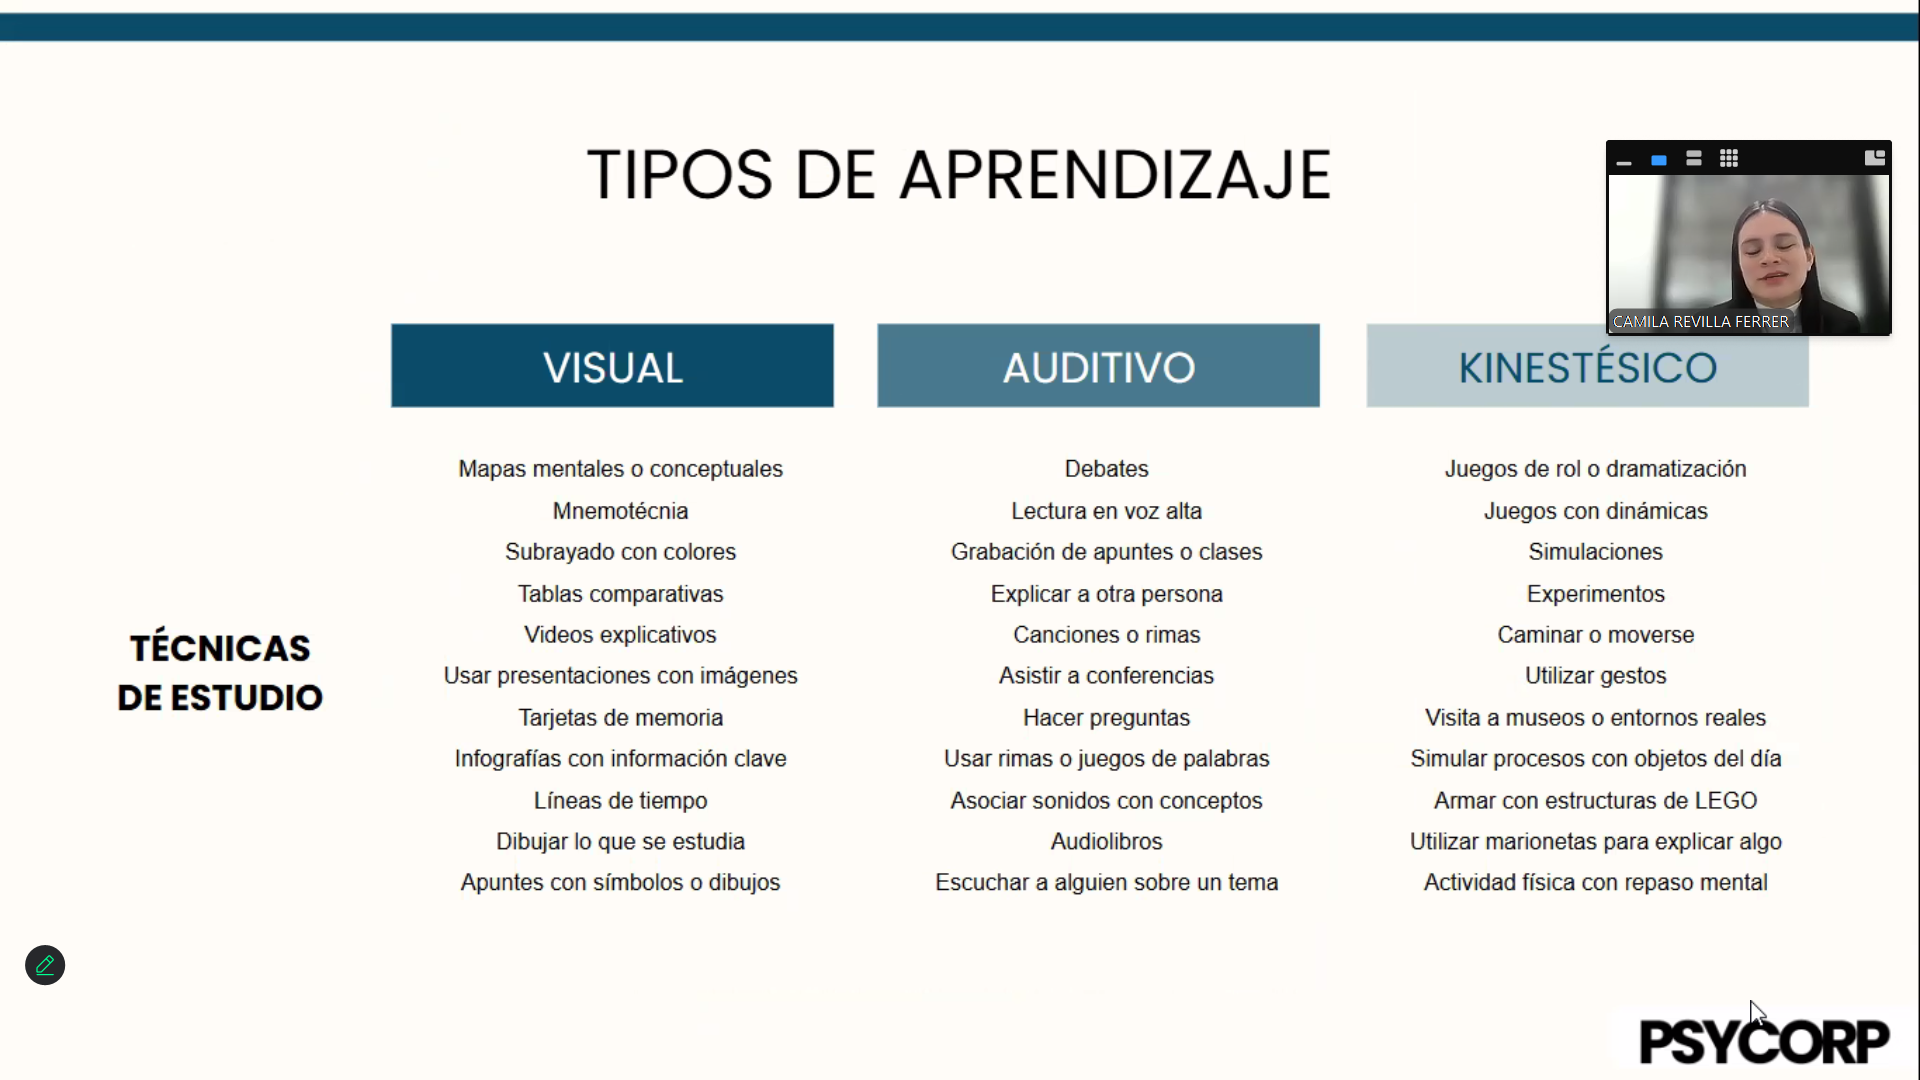 TIPOS DE APRENDIZAJE
CAMILA REVILLA FERRER
VISUAL
AUDITIVO
KINESTÉSICO
TÉCNICAS
DE ESTUDIO
Mapas mentales o conceptuales
Mnemotécnia
Subrayado con colores
Tablas comparativas
Videos explicativos
Usar presentaciones con imágenes
Tarjetas de memoria
Infografías con información clave
Líneas de tiempo
Dibujar lo que se estudia
Apuntes con símbolos o dibujos
Debates
Lectura en voz alta
Grabación de apuntes o clases
Explicar a otra persona
Canciones o rimas
Asistir a conferencias
Hacer preguntas
Usar rimas o juegos de palabras
Asociar sonidos con conceptos
Audiolibros
Escuchar a alguien sobre un tema
Juegos de rol o dramatización
Juegos con dinámicas
Simulaciones
Experimentos
Caminar o moverse
Utilizar gestos
Visita a museos o entornos reales
Simular procesos con objetos del día
Armar con estructuras de LEGO
Utilizar marionetas para explicar algo
Actividad física con repaso mental
PSYCORP